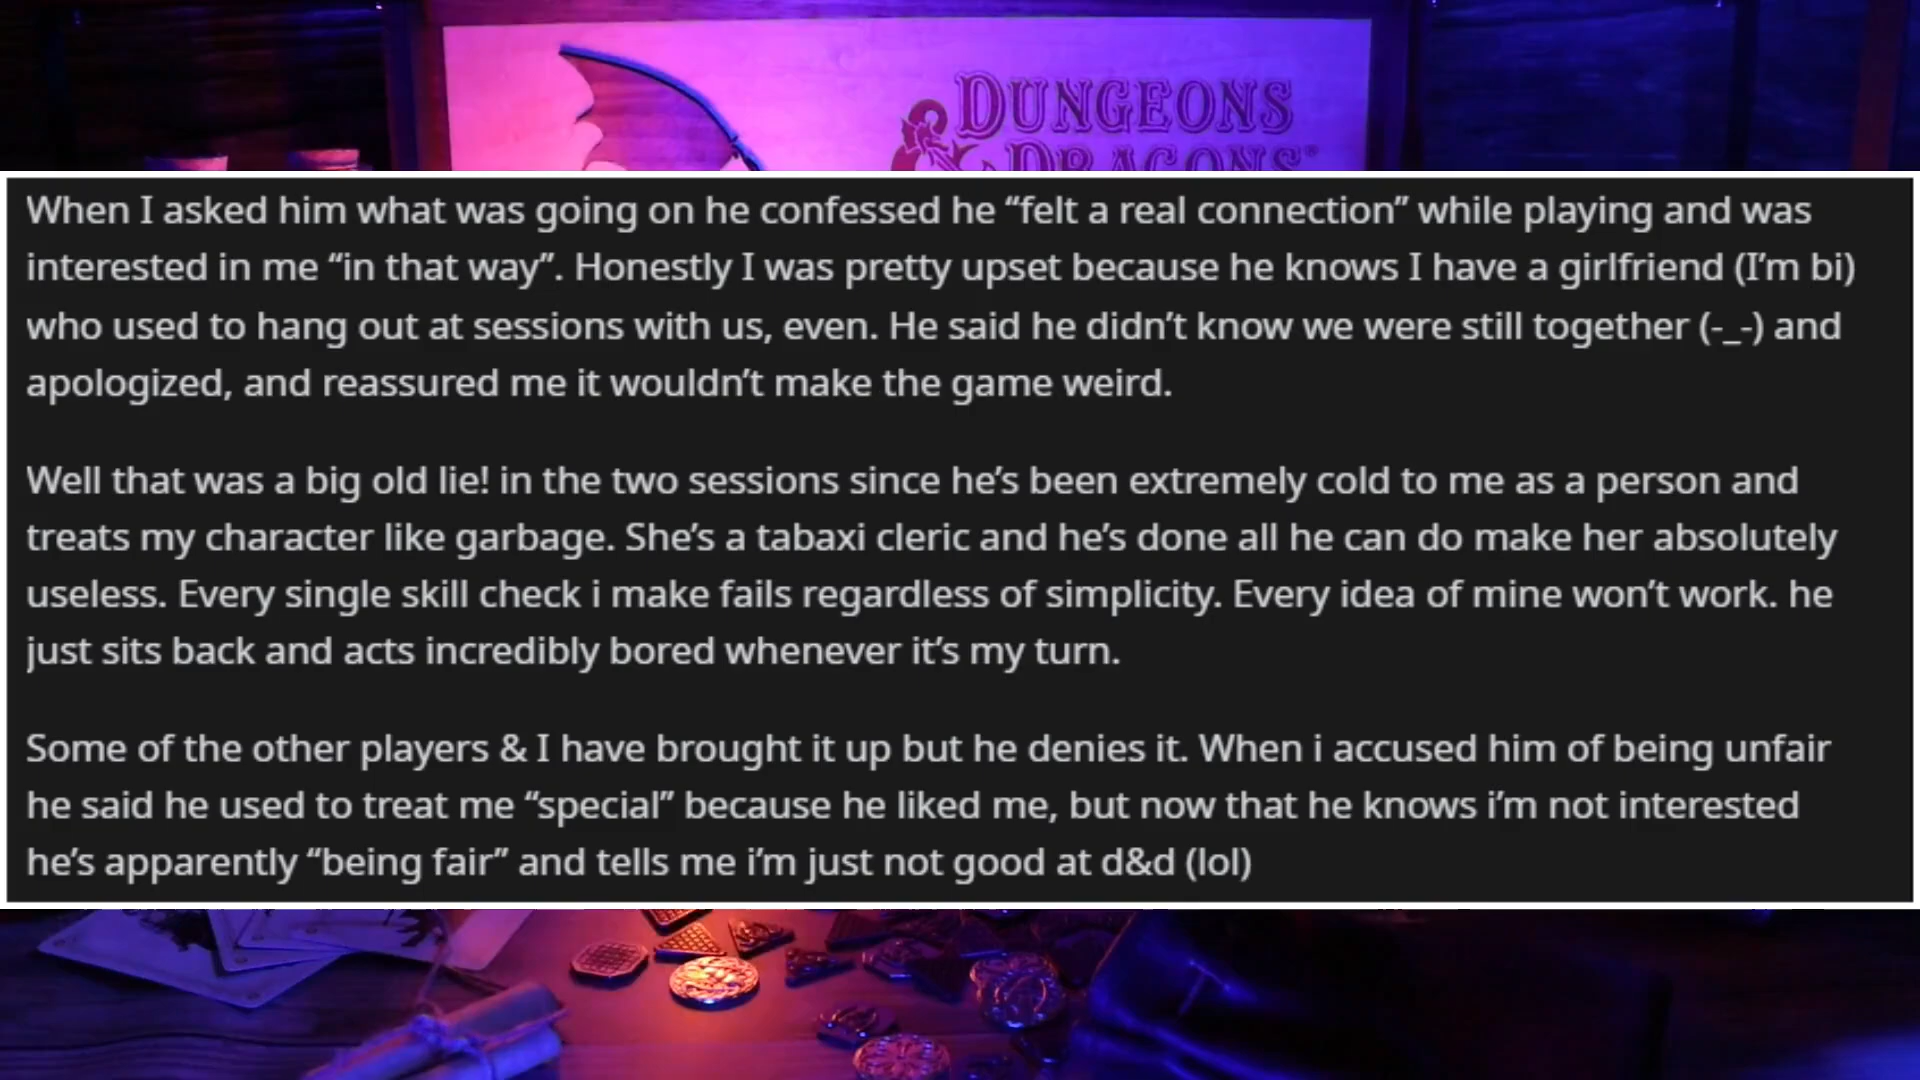 DUNGEONS
DRAGONS
When I asked him what was going on he confessed he “felt a real connection” while playing and was
interested in me “in that way”. Honestly I was pretty upset because he knows I have a girlfriend (I’m bi)
who used to hang out at sessions with us, even. He said he didn’t know we were still together (-_-) and
apologized, and reassured me it wouldn’t make the game weird.
Well that was a big old lie! in the two sessions since he’s been extremely cold to me as a person and
treats my character like garbage. She’s a tabaxi cleric and he’s done all he can do make her absolutely
useless. Every single skill check i make fails regardless of simplicity. Every idea of mine won’t work. he
just sits back and acts incredibly bored whenever it’s my turn.
Some of the other players & I have brought it up but he denies it. When i accused him of being unfair
he said he used to treat me “special” because he liked me, but now that he knows i’m not interested
he’s apparently “being fair” and tells me i’m just not good at d&d (lol)